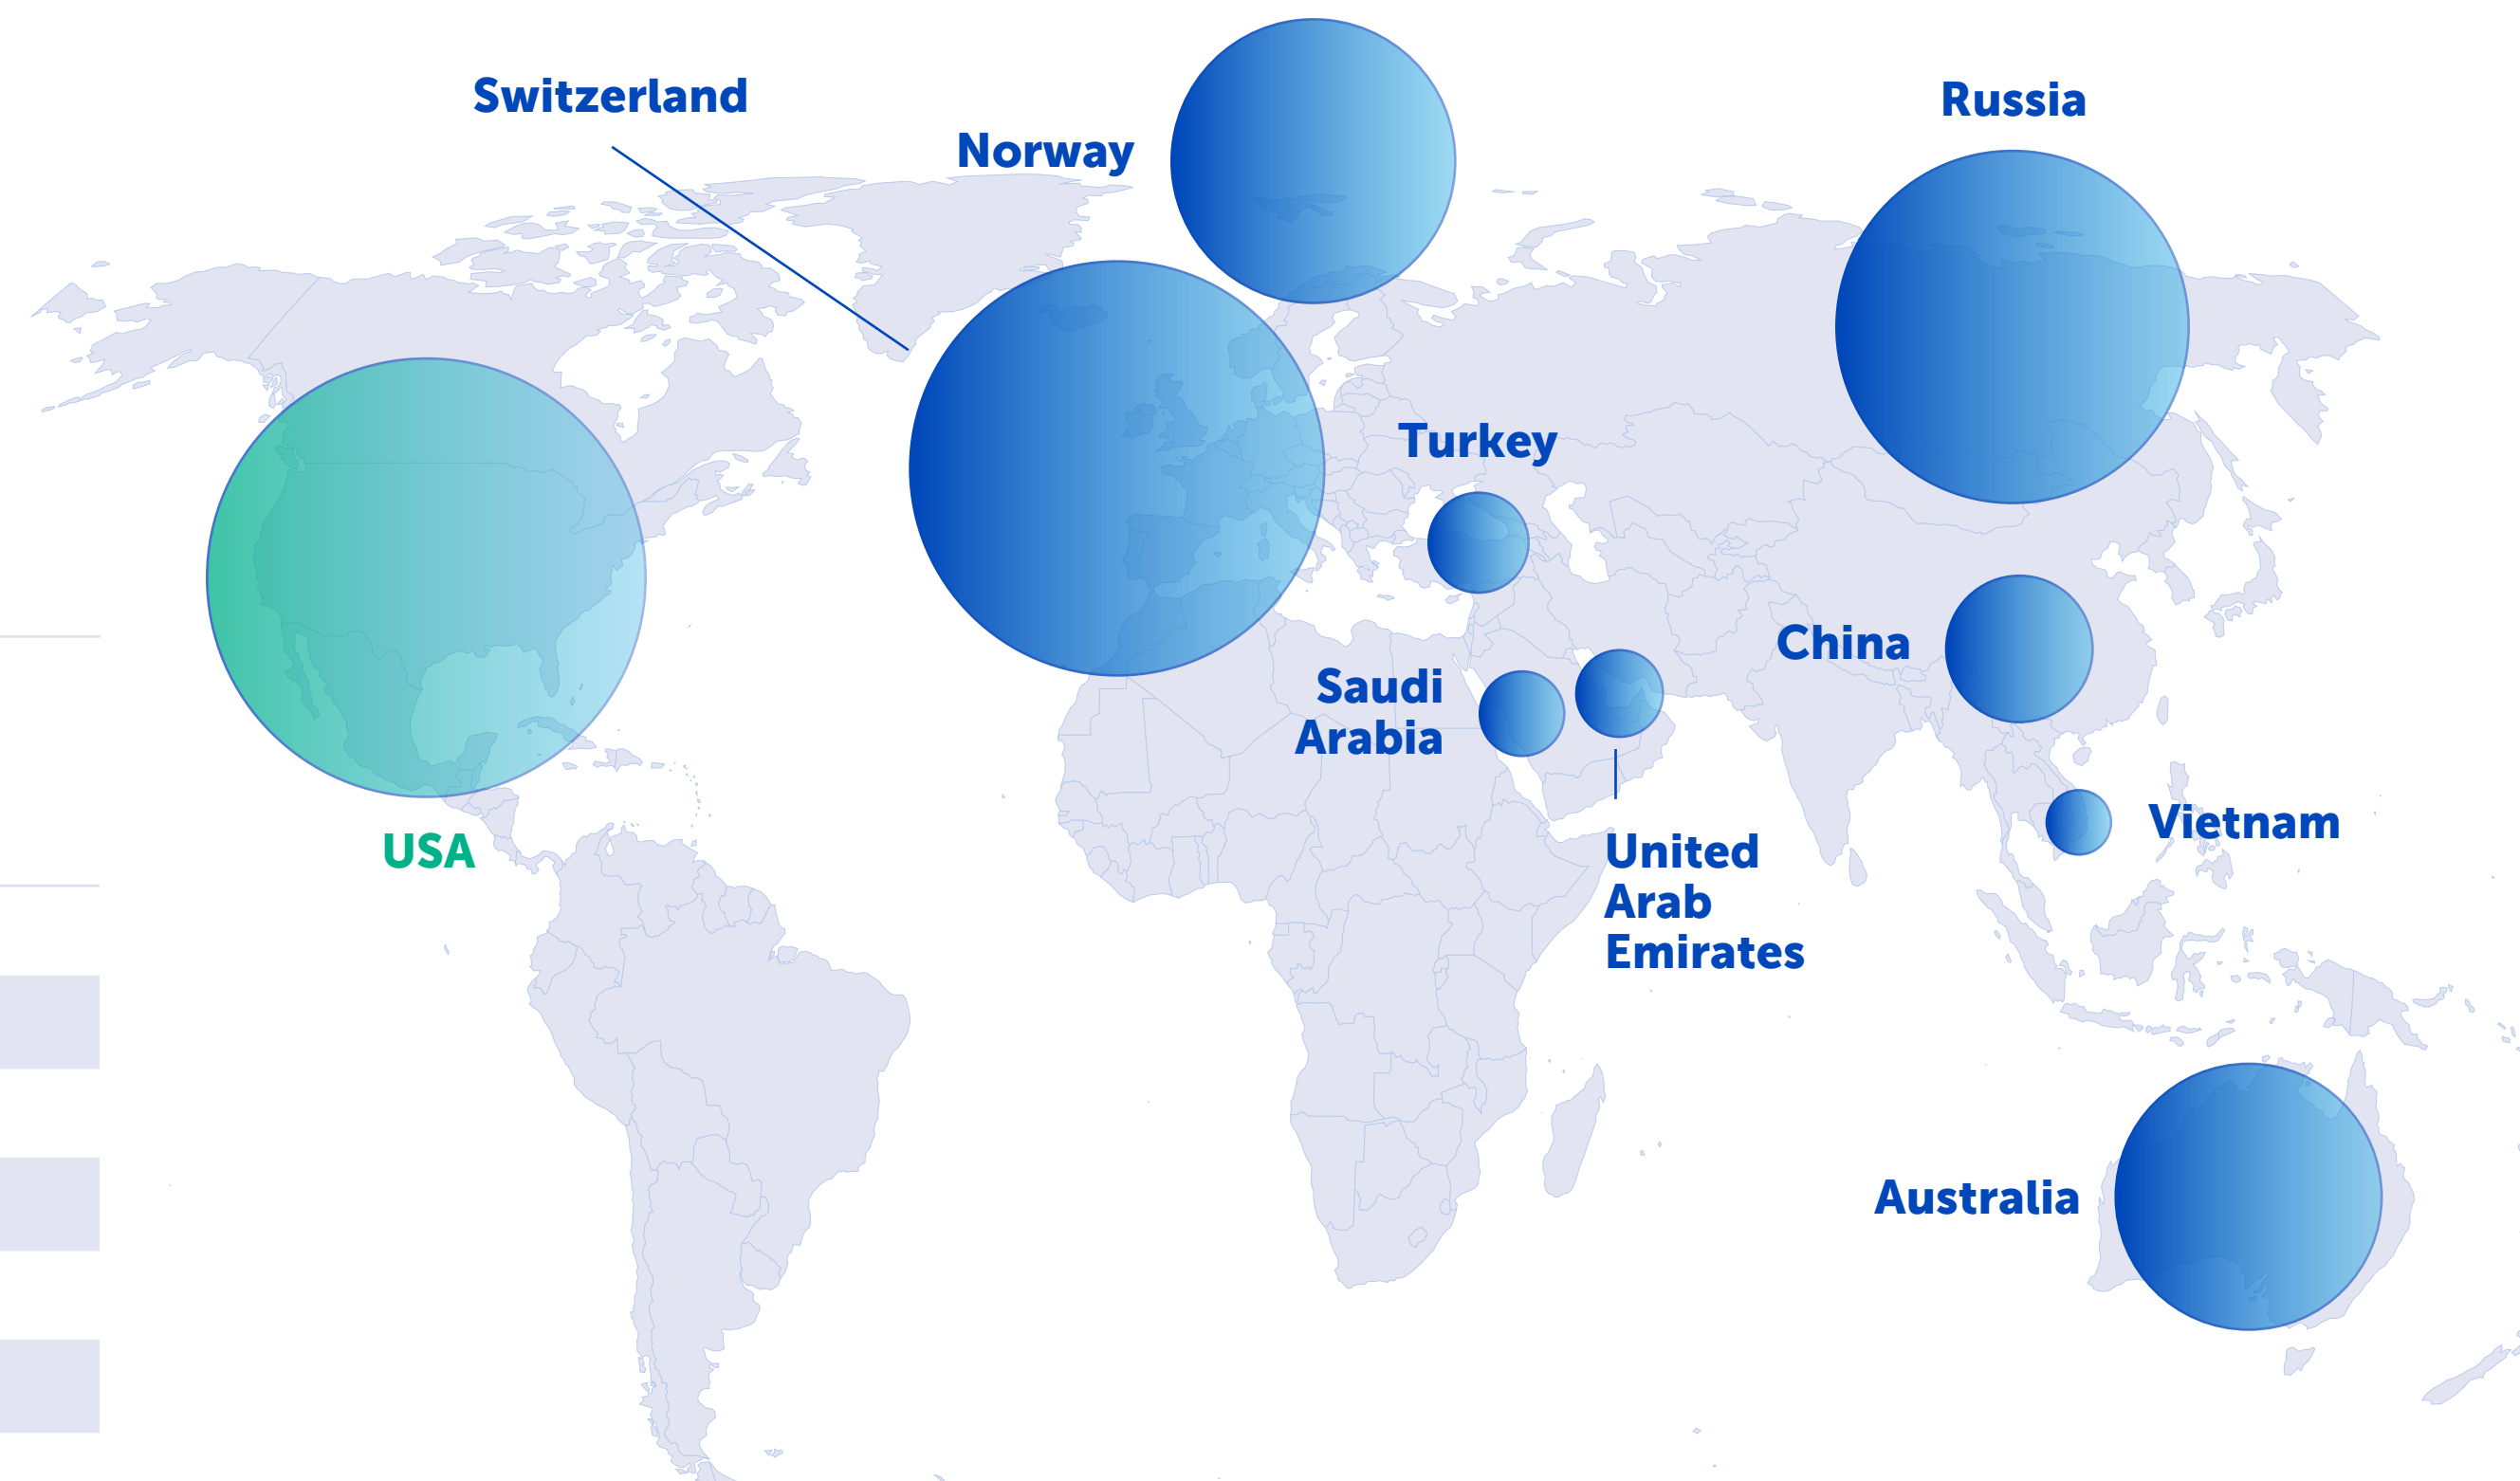 Switzerland
Norway
Russia
Turkey
China
Saudi
Arabia
Vietnam
USA
United
Arab
Emirates
Australia